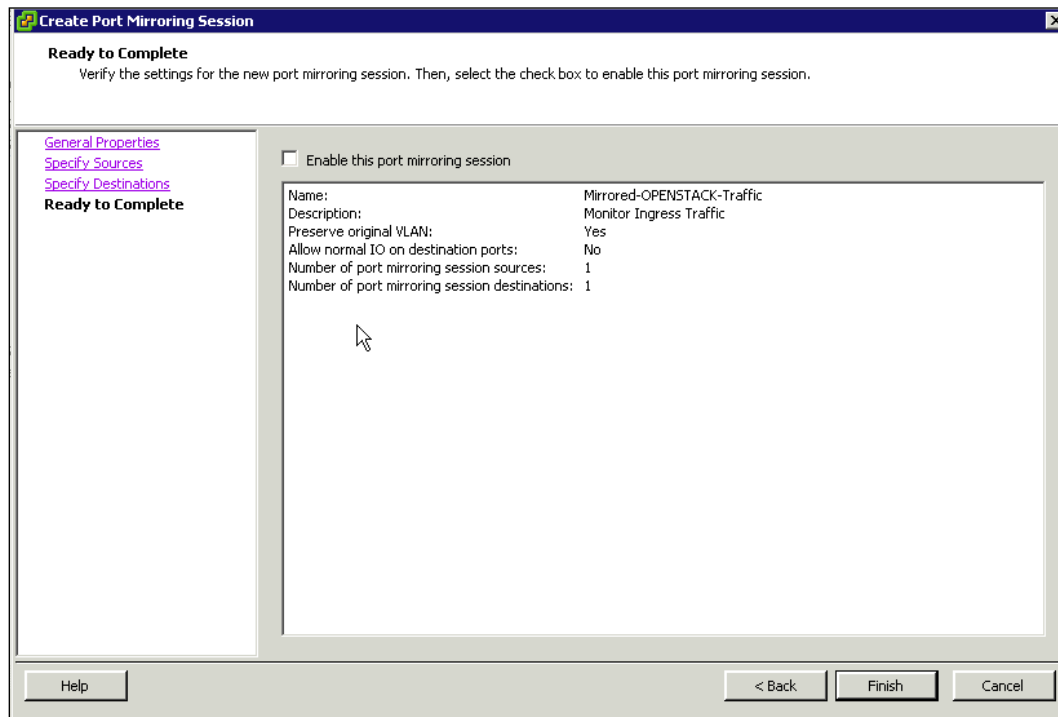 Create Port Mirroring Session
Ready to Complete
Verify the settings for the new port mirroring session. Then, select the check box to enable this port mirroring session.
General Properties
Specify Sources
Specify Destinations
Ready to Complete
Enable this port mirroring session
Name: Mirrored-OPENSTACK-Traffic
Description: Monitor Ingress Traffic
Preserve original VLAN: Yes
Allow normal IO on destination ports: No
Number of port mirroring session sources: 1
Number of port mirroring session destinations: 1
Help
< Back
Finish
Cancel